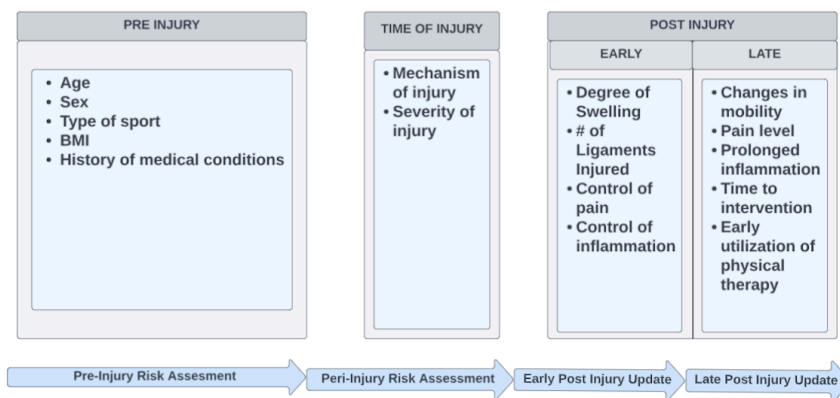 PRE INJURY
• Age
• Sex
• Type of sport
• BMI
• History of medical conditions
TIME OF INJURY
• Mechanism
of injury
• Severity of
injury
POST INJURY
EARLY
• Degree of
Swelling
• # of
Ligaments
Injured
• Control of
pain
• Control of
inflammation
LATE
• Changes in
mobility
• Pain level
• Prolonged
inflammation
• Time to
intervention
• Early
utilization of
physical
therapy
Pre-Injury Risk Assesment
Peri-Injury Risk Assessment
Early Post Injury Update
Late Post Injury Update